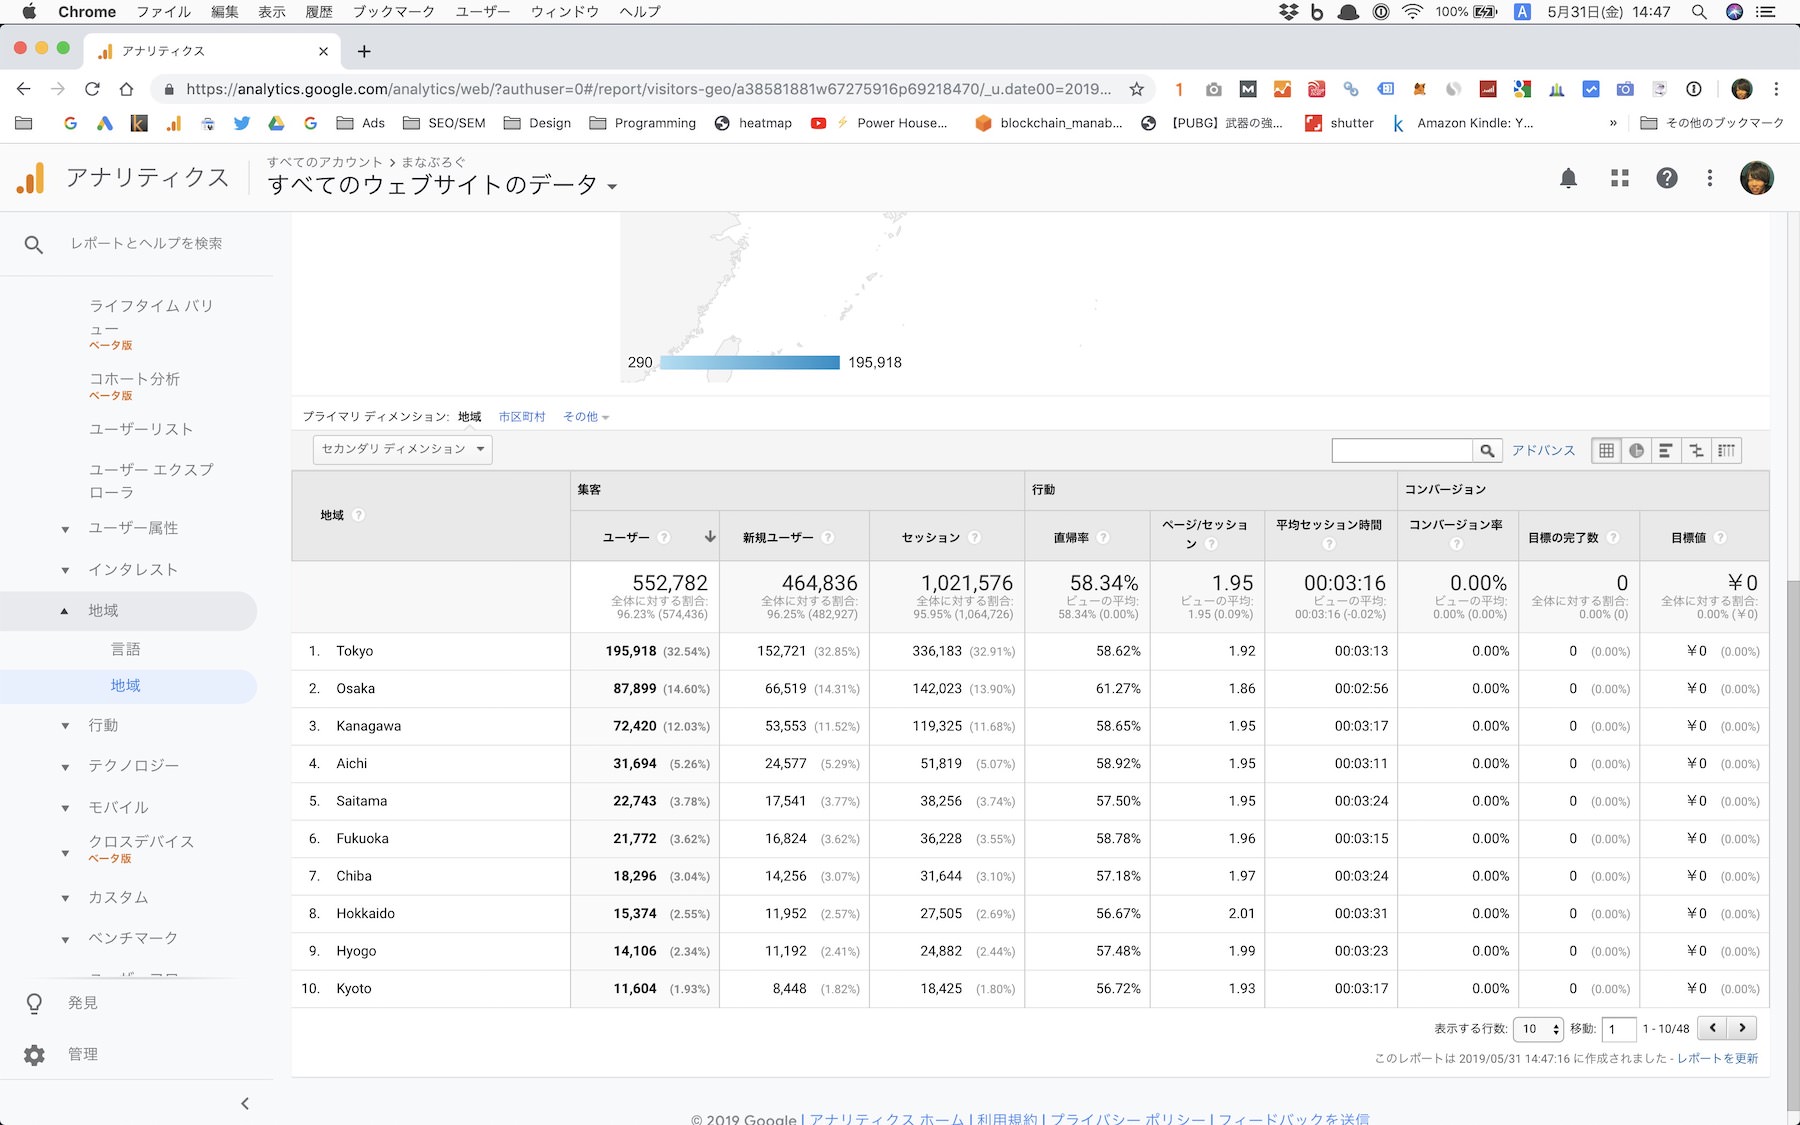 Chrome ファイル 編集 表示 履歴 ブックマーク ユーザー ウィンドウ ヘルプ 100% A 5月31日(金) 14:47
アナリティクス
https://analytics.google.com/analytics/web/?authuser=0#/report/visitors-geo/a38581881w67275916p69218470/_u.date00=2019...
Ads SEO/SEM Design Programming heatmap Power House... blockchain_manab... 【PUBG】武器の強... shutter Amazon Kindle: Y... » その他のブックマーク
アナリティクス
すべてのアカウント > まなぶろぐ
すべてのウェブサイトのデータ
レポートとヘルプを検索
ライフタイム バリ
ュー
ベータ版
コホート分析
ベータ版
ユーザーリスト
ユーザー エクスプ
ローラ
ユーザー属性
インタレスト
地域
言語
地域
行動
テクノロジー
モバイル
クロスデバイス
ベータ版
カスタム
ベンチマーク
発見
管理
290 195,918
プライマリ ディメンション: 地域 市区町村 その他
セカンダリ ディメンション
アドバンス
地域 集客 行動 コンバージョン
ユーザー 新規ユーザー セッション 直帰率 ページ/セッショ
ン 平均セッション時間 コンバージョン率 目標の完了数 目標値
552,782 464,836 1,021,576 58.34% 1.95 00:03:16 0.00% 0 ¥0
全体に対する割合: 全体に対する割合: 全体に対する割合: ビューの平均: ビューの平均: ビューの平均: ビューの平均: 全体に対する割合: 全体に対する割合:
96.23% (574,436) 96.25% (482,927) 95.95% (1,064,726) 58.34% (0.00%) 1.95 (0.09%) 00:03:16 (-0.02%) 0.00% (0.00%) 0.00% (0) 0.00% (¥0)
1. Tokyo 195,918 (32.54%) 152,721 (32.85%) 336,183 (32.91%) 58.62% 1.92 00:03:13 0.00% 0 (0.00%) ¥0 (0.00%)
2. Osaka 87,899 (14.60%) 66,519 (14.31%) 142,023 (13.90%) 61.27% 1.86 00:02:56 0.00% 0 (0.00%) ¥0 (0.00%)
3. Kanagawa 72,420 (12.03%) 53,553 (11.52%) 119,325 (11.68%) 58.65% 1.95 00:03:17 0.00% 0 (0.00%) ¥0 (0.00%)
4. Aichi 31,694 (5.26%) 24,577 (5.29%) 51,819 (5.07%) 58.92% 1.95 00:03:11 0.00% 0 (0.00%) ¥0 (0.00%)
5. Saitama 22,743 (3.78%) 17,541 (3.77%) 38,256 (3.74%) 57.50% 1.95 00:03:24 0.00% 0 (0.00%) ¥0 (0.00%)
6. Fukuoka 21,772 (3.62%) 16,824 (3.62%) 36,228 (3.55%) 58.78% 1.96 00:03:15 0.00% 0 (0.00%) ¥0 (0.00%)
7. Chiba 18,296 (3.04%) 14,256 (3.07%) 31,644 (3.10%) 57.18% 1.97 00:03:24 0.00% 0 (0.00%) ¥0 (0.00%)
8. Hokkaido 15,374 (2.55%) 11,952 (2.57%) 27,505 (2.69%) 56.67% 2.01 00:03:31 0.00% 0 (0.00%) ¥0 (0.00%)
9. Hyogo 14,106 (2.34%) 11,192 (2.41%) 24,882 (2.44%) 57.48% 1.99 00:03:23 0.00% 0 (0.00%) ¥0 (0.00%)
10. Kyoto 11,604 (1.93%) 8,448 (1.82%) 18,425 (1.80%) 56.72% 1.93 00:03:17 0.00% 0 (0.00%) ¥0 (0.00%)
表示する行数: 10 移動: 1 1 - 10/48
このレポートは 2019/05/31 14:47:16 に作成されました - レポートを更新
© 2019 Google | アナリティクス ホーム | 利用規約 | プライバシー ポリシー | フィードバックを送信